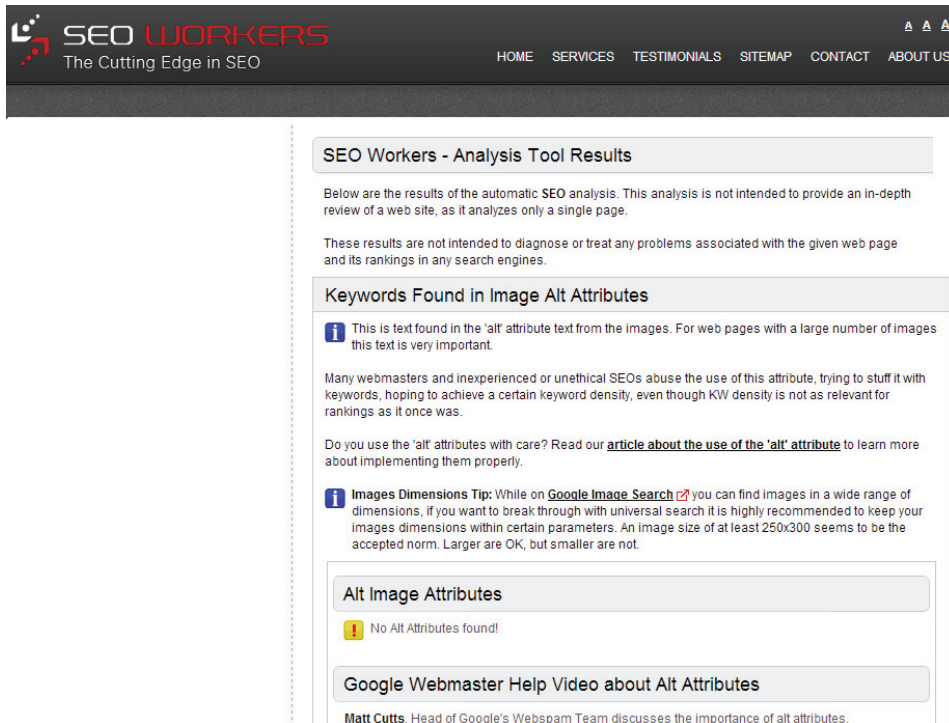 SEO WORKERS
The Cutting Edge in SEO
A A A
HOME SERVICES TESTIMONIALS SITEMAP CONTACT ABOUT US
SEO Workers - Analysis Tool Results
Below are the results of the automatic SEO analysis. This analysis is not intended to provide an in-depth
review of a web site, as it analyzes only a single page.
These results are not intended to diagnose or treat any problems associated with the given web page
and its rankings in any search engines.
Keywords Found in Image Alt Attributes
This is text found in the 'alt' attribute text from the images. For web pages with a large number of images
this text is very important.
Many webmasters and inexperienced or unethical SEOs abuse the use of this attribute, trying to stuff it with
keywords, hoping to achieve a certain keyword density, even though KW density is not as relevant for
rankings as it once was.
Do you use the 'alt' attributes with care? Read our article about the use of the 'alt' attribute to learn more
about implementing them properly.
Images Dimensions Tip: While on Google Image Search you can find images in a wide range of
dimensions, if you want to break through with universal search it is highly recommended to keep your
images dimensions within certain parameters. An image size of at least 250x300 seems to be the
accepted norm. Larger are OK, but smaller are not.
Alt Image Attributes
No Alt Attributes found!
Google Webmaster Help Video about Alt Attributes
Matt Cutts, Head of Google's Webspam Team discusses the importance of alt attributes.